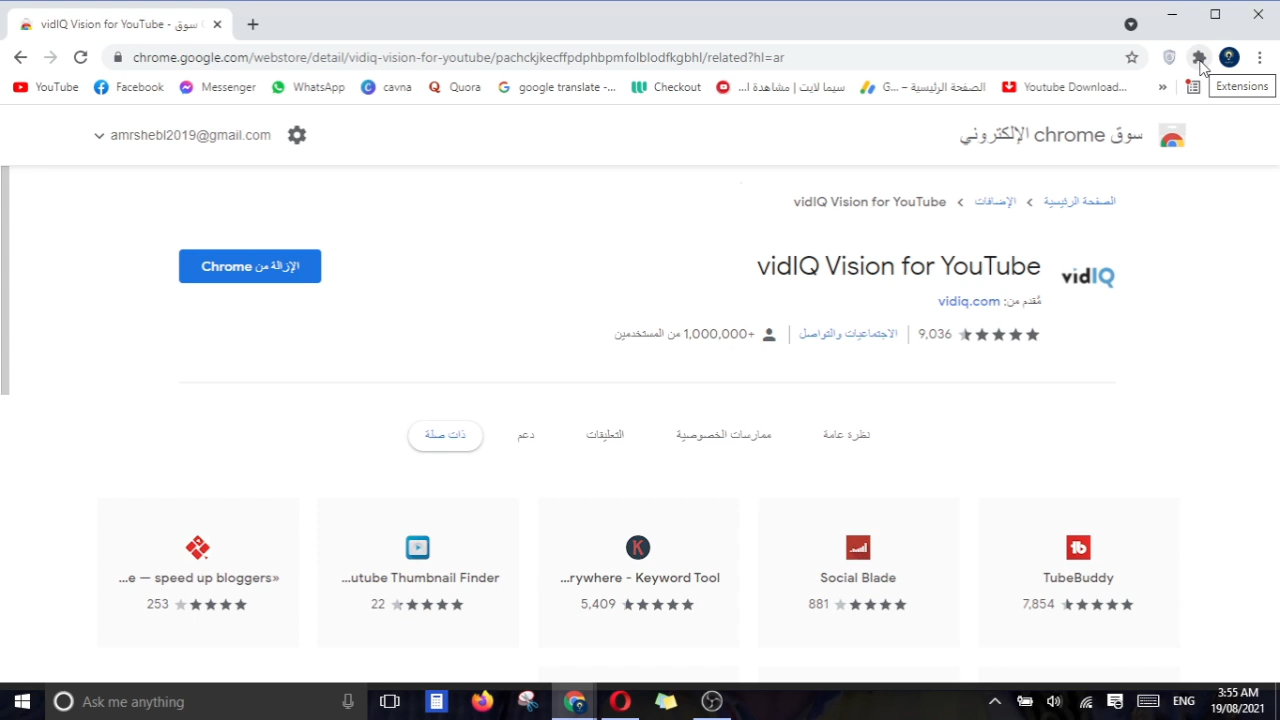 vidIQ Vision for YouTube - سوق C
chrome.google.com/webstore/detail/vidiq-vision-for-youtube/pachckjkecffpdphbpmfolblodfkgbhl/related?hl=ar
YouTube
Facebook
Messenger
WhatsApp
cavna
Quora
google translate -...
Checkout
سيما لايت | مشاهدة ا...
الصفحة الرئيسية – G...
Youtube Download...
»
Extensions
amrshebl2019@gmail.com
سوق chrome الإلكتروني
الصفحة الرئيسية
الإضافات
vidIQ Vision for YouTube
الإزالة من Chrome
vidIQ Vision for YouTube
vidIQ
مُقدم من: vidiq.com
9,036
الاجتماعيات والتواصل
+1,000,000 من المستخدمين
نظرة عامة
ممارسات الخصوصية
التعليقات
دعم
ذات صلة
...e — speed up bloggers»
253
...utube Thumbnail Finder
22
K
...rywhere - Keyword Tool
5,409
Social Blade
881
tb
TubeBuddy
7,854
Ask me anything
ENG
3:55 AM
19/08/2021